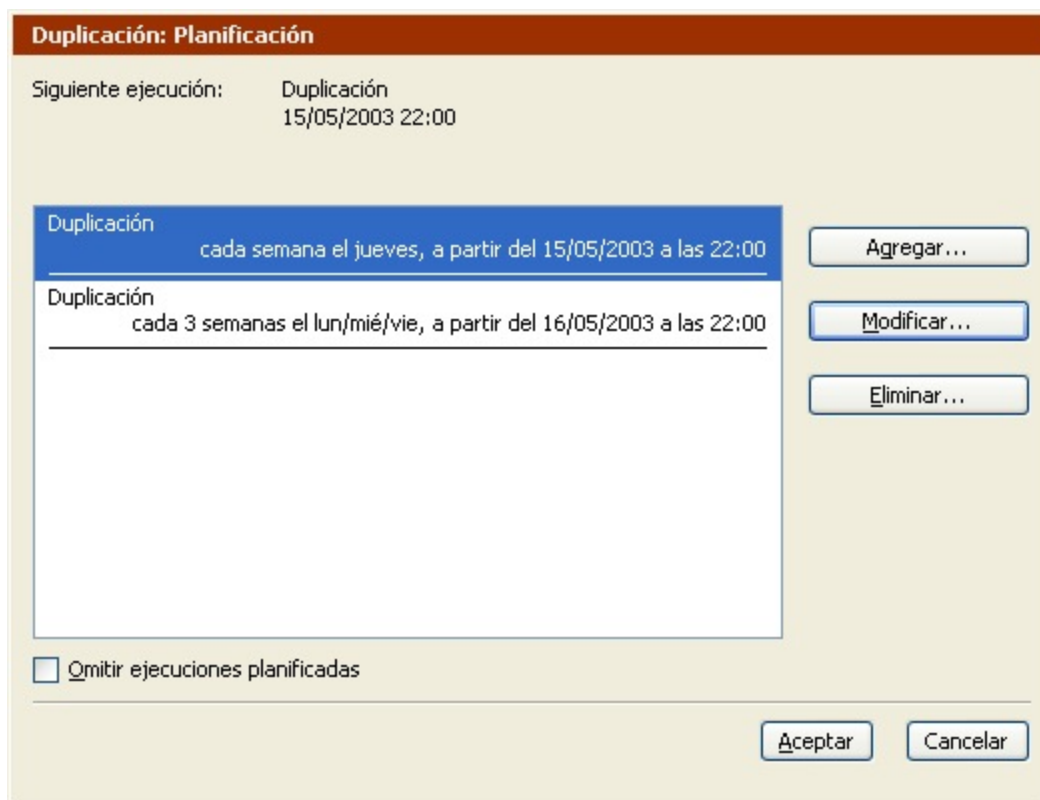 Duplicación: Planificación
Siguiente ejecución: Duplicación
15/05/2003 22:00
Duplicación
cada semana el jueves, a partir del 15/05/2003 a las 22:00
Agregar...
Duplicación
cada 3 semanas el lun/mié/vie, a partir del 16/05/2003 a las 22:00
Modificar...
Eliminar...
Omitir ejecuciones planificadas
Aceptar Cancelar